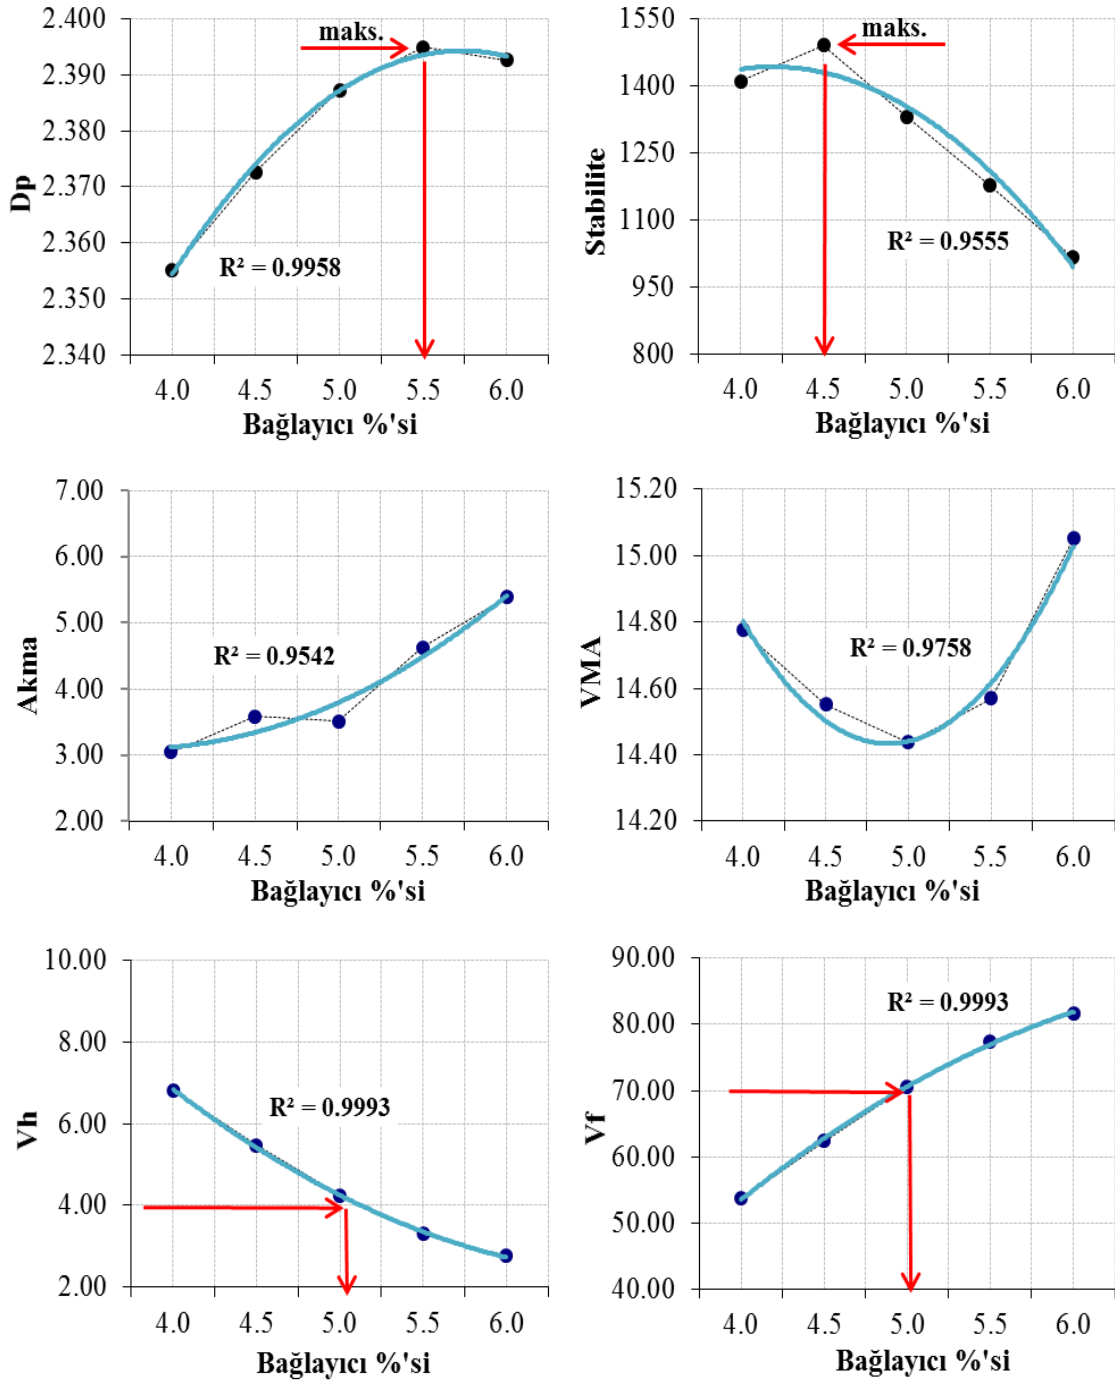 2.400
2.390
2.380
2.370
2.360
2.350
2.340
Dp
maks.
R² = 0.9958
4.0 4.5 5.0 5.5 6.0
Bağlayıcı %'si
1550
1400
1250
1100
950
800
Stabilite
maks.
R² = 0.9555
4.0 4.5 5.0 5.5 6.0
Bağlayıcı %'si
7.00
6.00
5.00
4.00
3.00
2.00
Akma
R² = 0.9542
4.0 4.5 5.0 5.5 6.0
Bağlayıcı %'si
15.20
15.00
14.80
14.60
14.40
14.20
VMA
R² = 0.9758
4.0 4.5 5.0 5.5 6.0
Bağlayıcı %'si
10.00
8.00
6.00
4.00
2.00
Vh
R² = 0.9993
4.0 4.5 5.0 5.5 6.0
Bağlayıcı %'si
90.00
80.00
70.00
60.00
50.00
40.00
Vf
R² = 0.9993
4.0 4.5 5.0 5.5 6.0
Bağlayıcı %'si